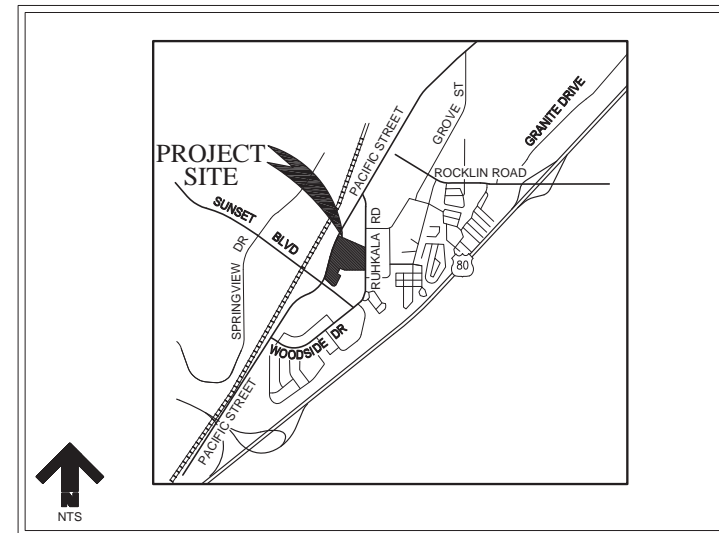 PROJECT
SITE
SUNSET BLVD
SPRINGVIEW DR
PACIFIC STREET
GROVE ST
GRANITE DRIVE
ROCKLIN ROAD
RUHKALA RD
80
WOODSIDE DR
PACIFIC STREET
N
NTS